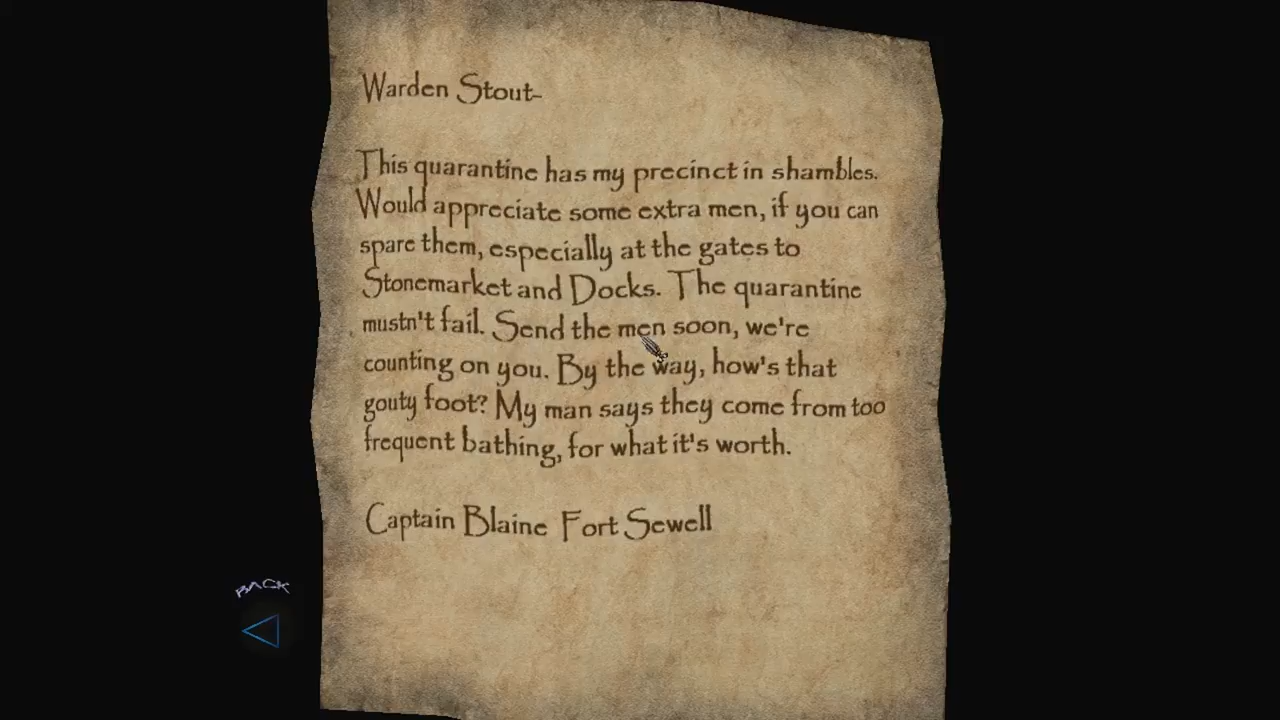 Warden Stout-
This quarantine has my precinct in shambles.
Would appreciate some extra men, if you can
spare them, especially at the gates to
Stonemarket and Docks. The quarantine
mustn't fail. Send the men soon, we're
counting on you. By the way, how's that
gouty foot? My man says they come from too
frequent bathing, for what it's worth.
Captain Blaine Fort Sewell
BACK